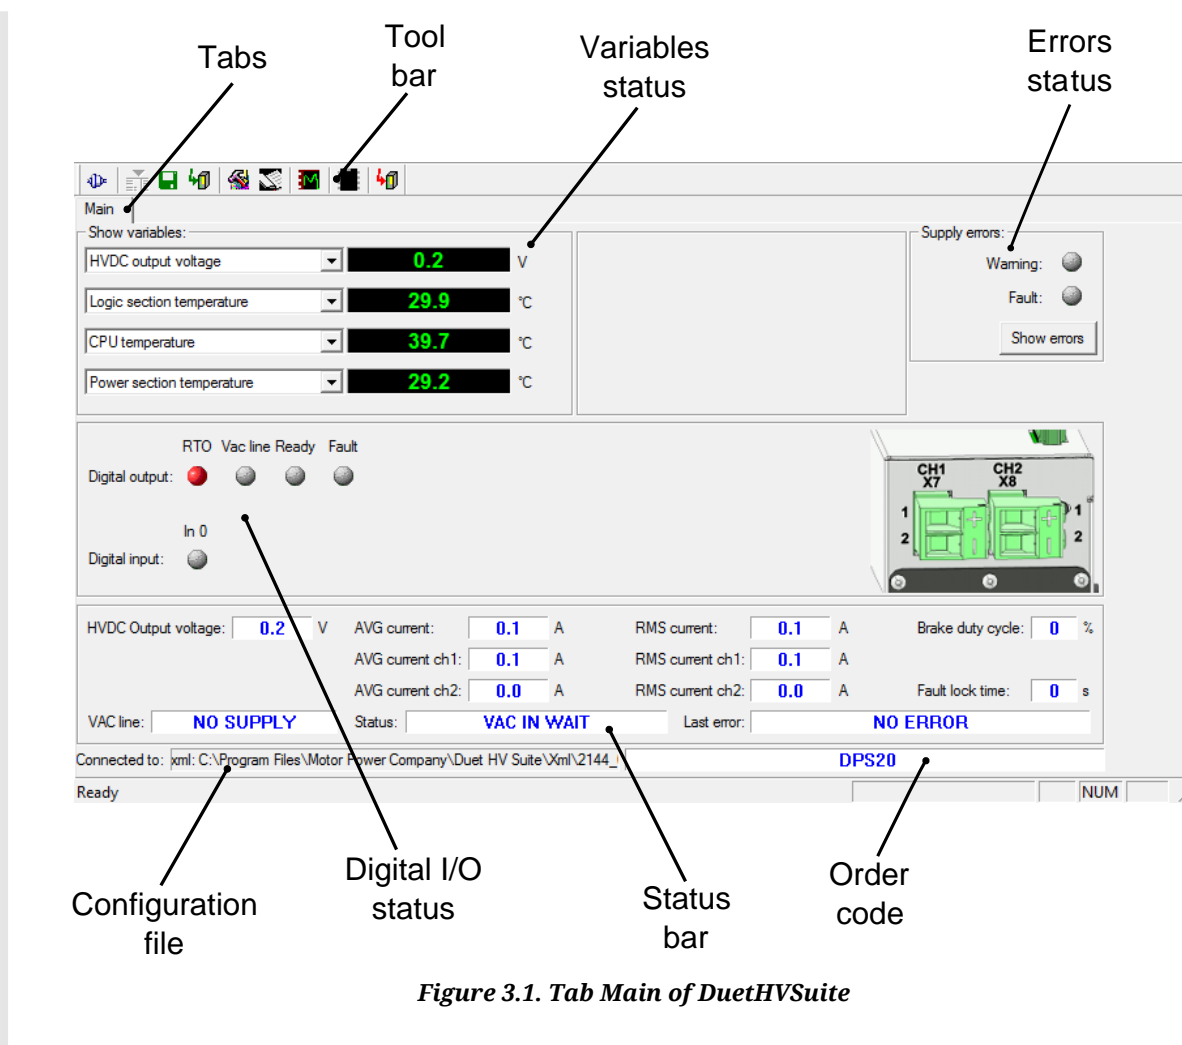 Tabs
Tool
bar
Variables
status
Errors
status
Main
Show variables:
HVDC output voltage 0.2 V
Logic section temperature 29.9 °C
CPU temperature 39.7 °C
Power section temperature 29.2 °C
Supply errors:
Warning:
Fault:
Show errors
RTO Vac line Ready Fault
Digital output:
In 0
Digital input:
CH1 CH2
X7 X8
1 1
2 2
HVDC Output voltage: 0.2 V AVG current: 0.1 A RMS current: 0.1 A Brake duty cycle: 0 %
AVG current ch1: 0.1 A RMS current ch1: 0.1 A
AVG current ch2: 0.0 A RMS current ch2: 0.0 A Fault lock time: 0 s
VAC line: NO SUPPLY Status: VAC IN WAIT Last error: NO ERROR
Connected to: xml: C:\Program Files\Motor Power Company\Duet HV Suite\Xml\2144_ DPS20
Ready NUM
Configuration
file
Digital I/O
status
Status
bar
Order
code
Figure 3.1. Tab Main of DuetHVSuite